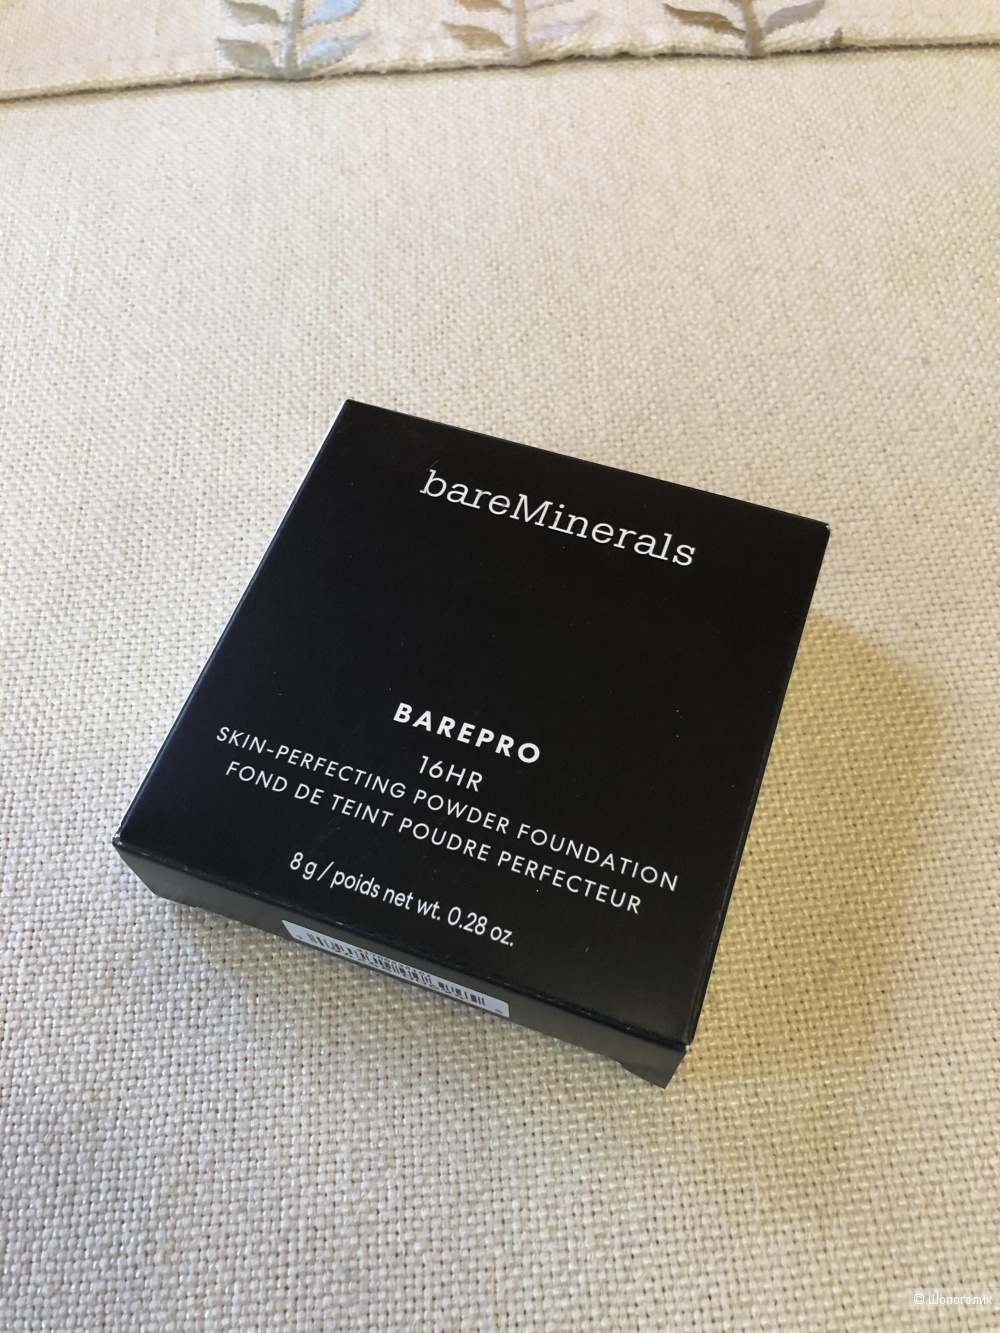 bareMinerals
BAREPRO
16HR
SKIN-PERFECTING POWDER FOUNDATION
FOND DE TEINT POUDRE PERFECTEUR
8 g / poids net wt. 0.28 oz.
© Шопоголик